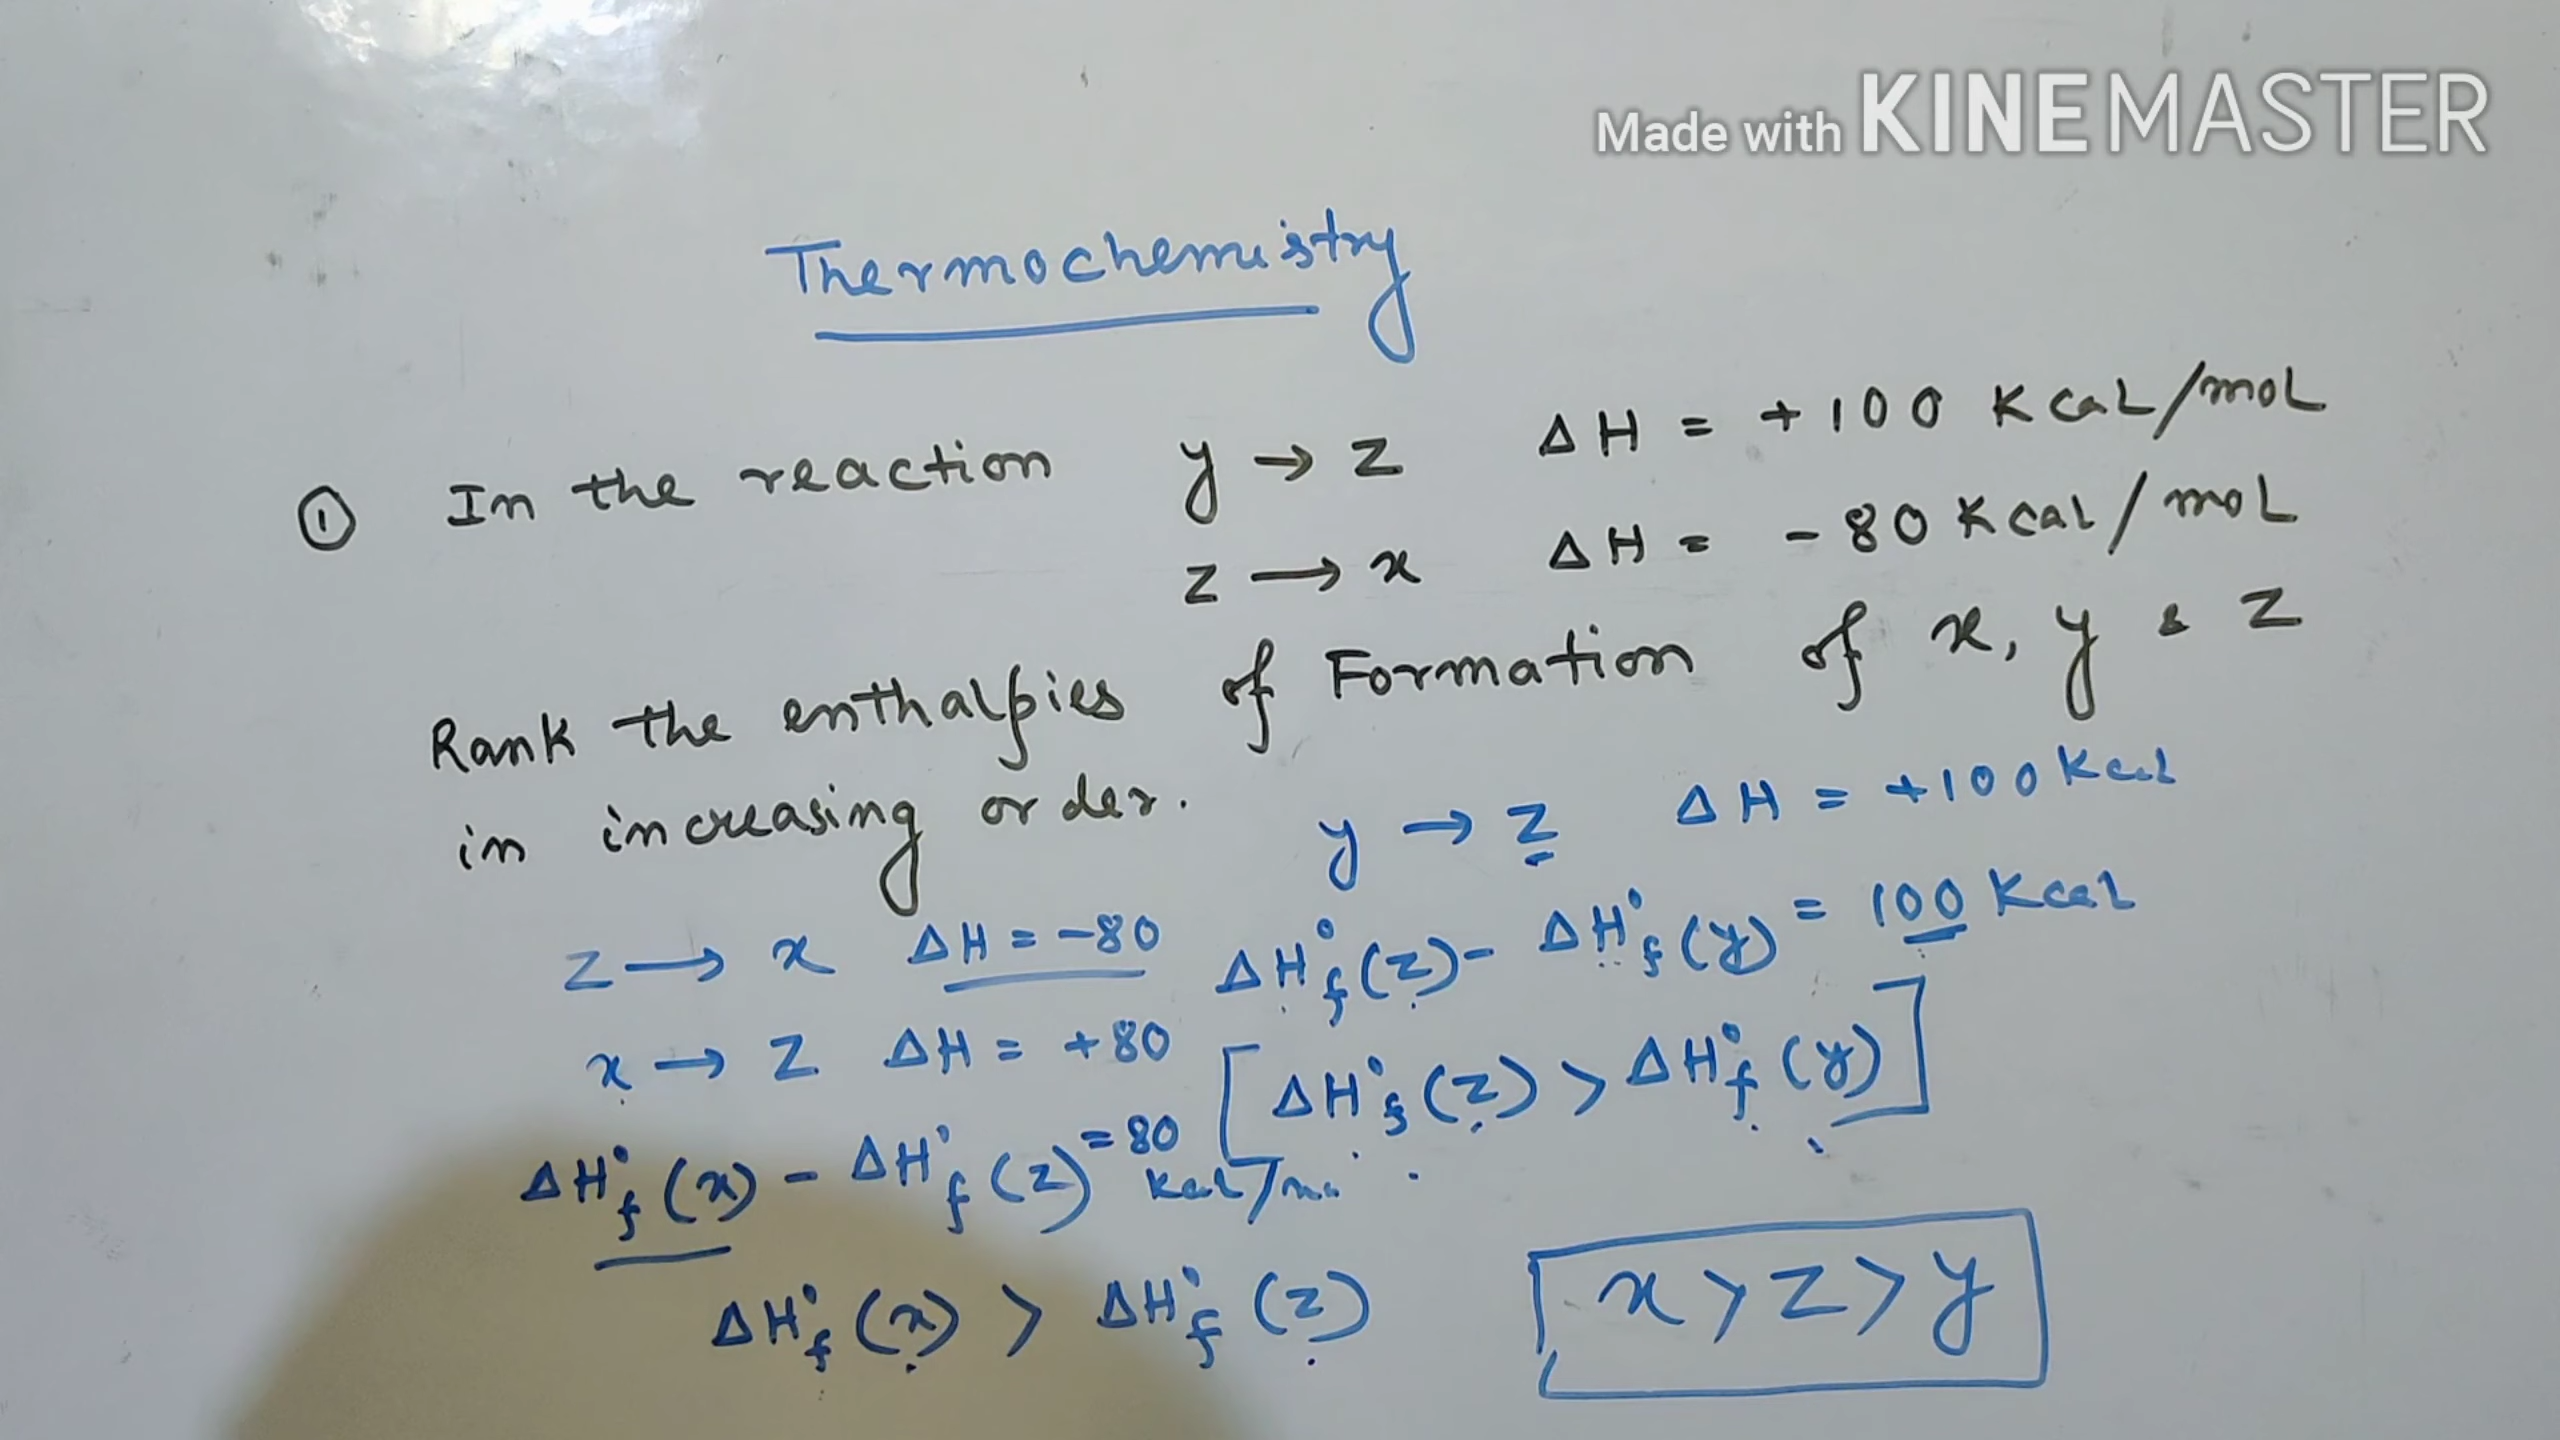 Made with KINEMASTER
Thermochemistry
① In the reaction y → z ΔH = +100 Kcal/mol
z → x ΔH = -80 Kcal/mol
Rank the enthalpies of Formation of x, y & z
in increasing order.
y → z ΔH = +100 Kcal
z → x ΔH = -80
ΔH°f(z) - ΔH°f(y) = 100 Kcal
x → z ΔH = +80
[ΔH°f(z) > ΔH°f(y)]
ΔH°f(x) - ΔH°f(z) = 80
ΔH°f(x) > ΔH°f(z)
x > z > y